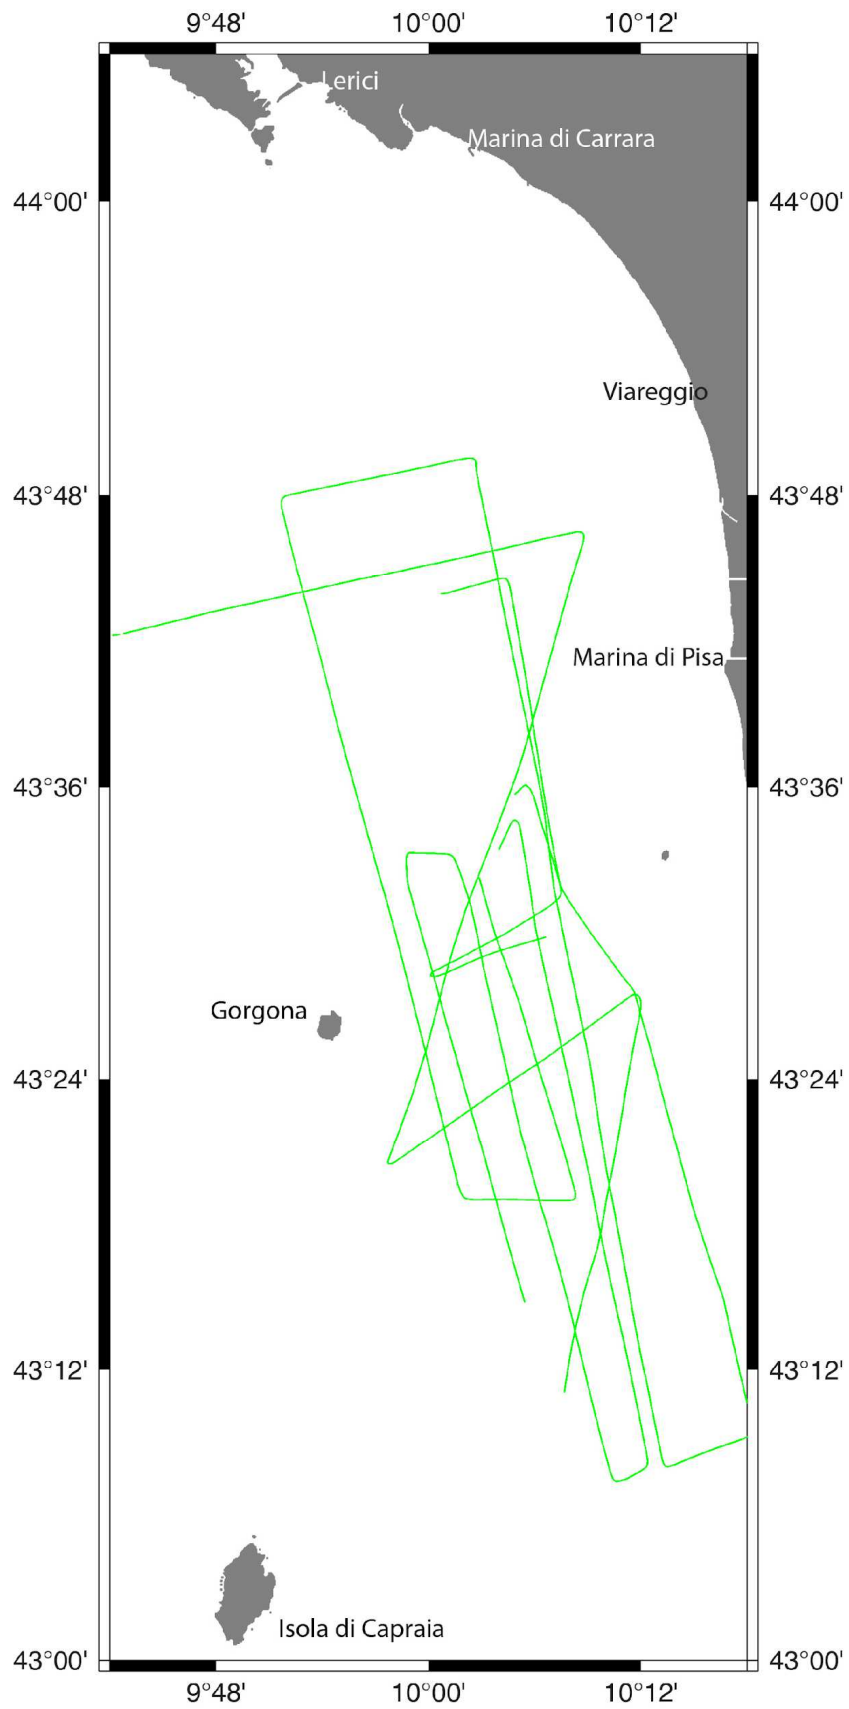 9°48' 10°00' 10°12'
Lerici
Marina di Carrara
44°00' 44°00'
Viareggio
43°48' 43°48'
Marina di Pisa
43°36' 43°36'
Gorgona
43°24' 43°24'
43°12' 43°12'
Isola di Capraia
43°00' 43°00'
9°48' 10°00' 10°12'